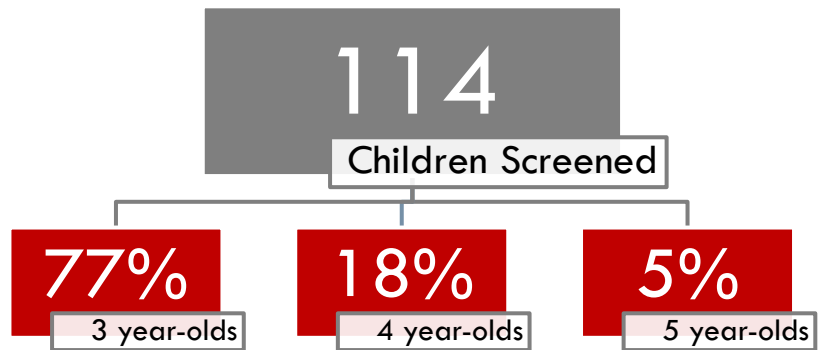 114
Children Screened
77%
3 year-olds
18%
4 year-olds
5%
5 year-olds